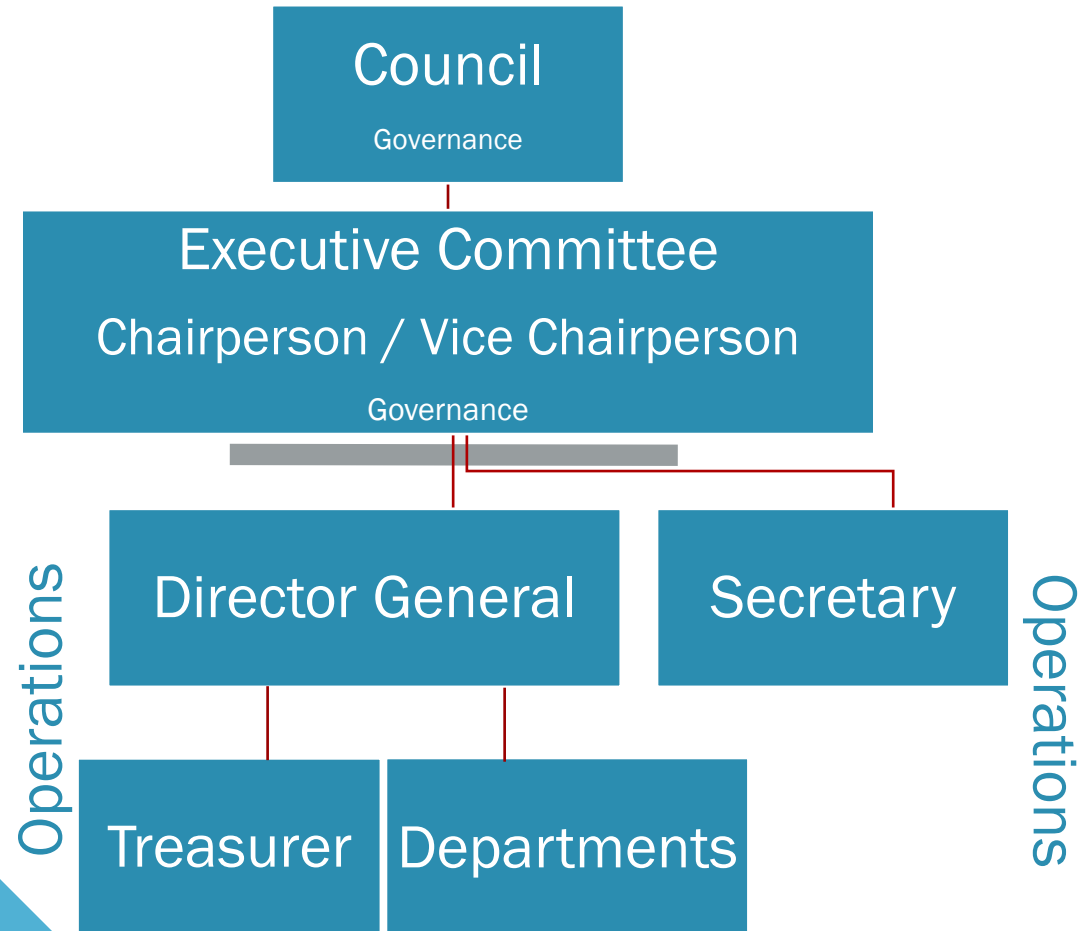 Council
Governance
Executive Committee
Chairperson / Vice Chairperson
Governance
Director General
Secretary
Operations
Operations
Treasurer
Departments